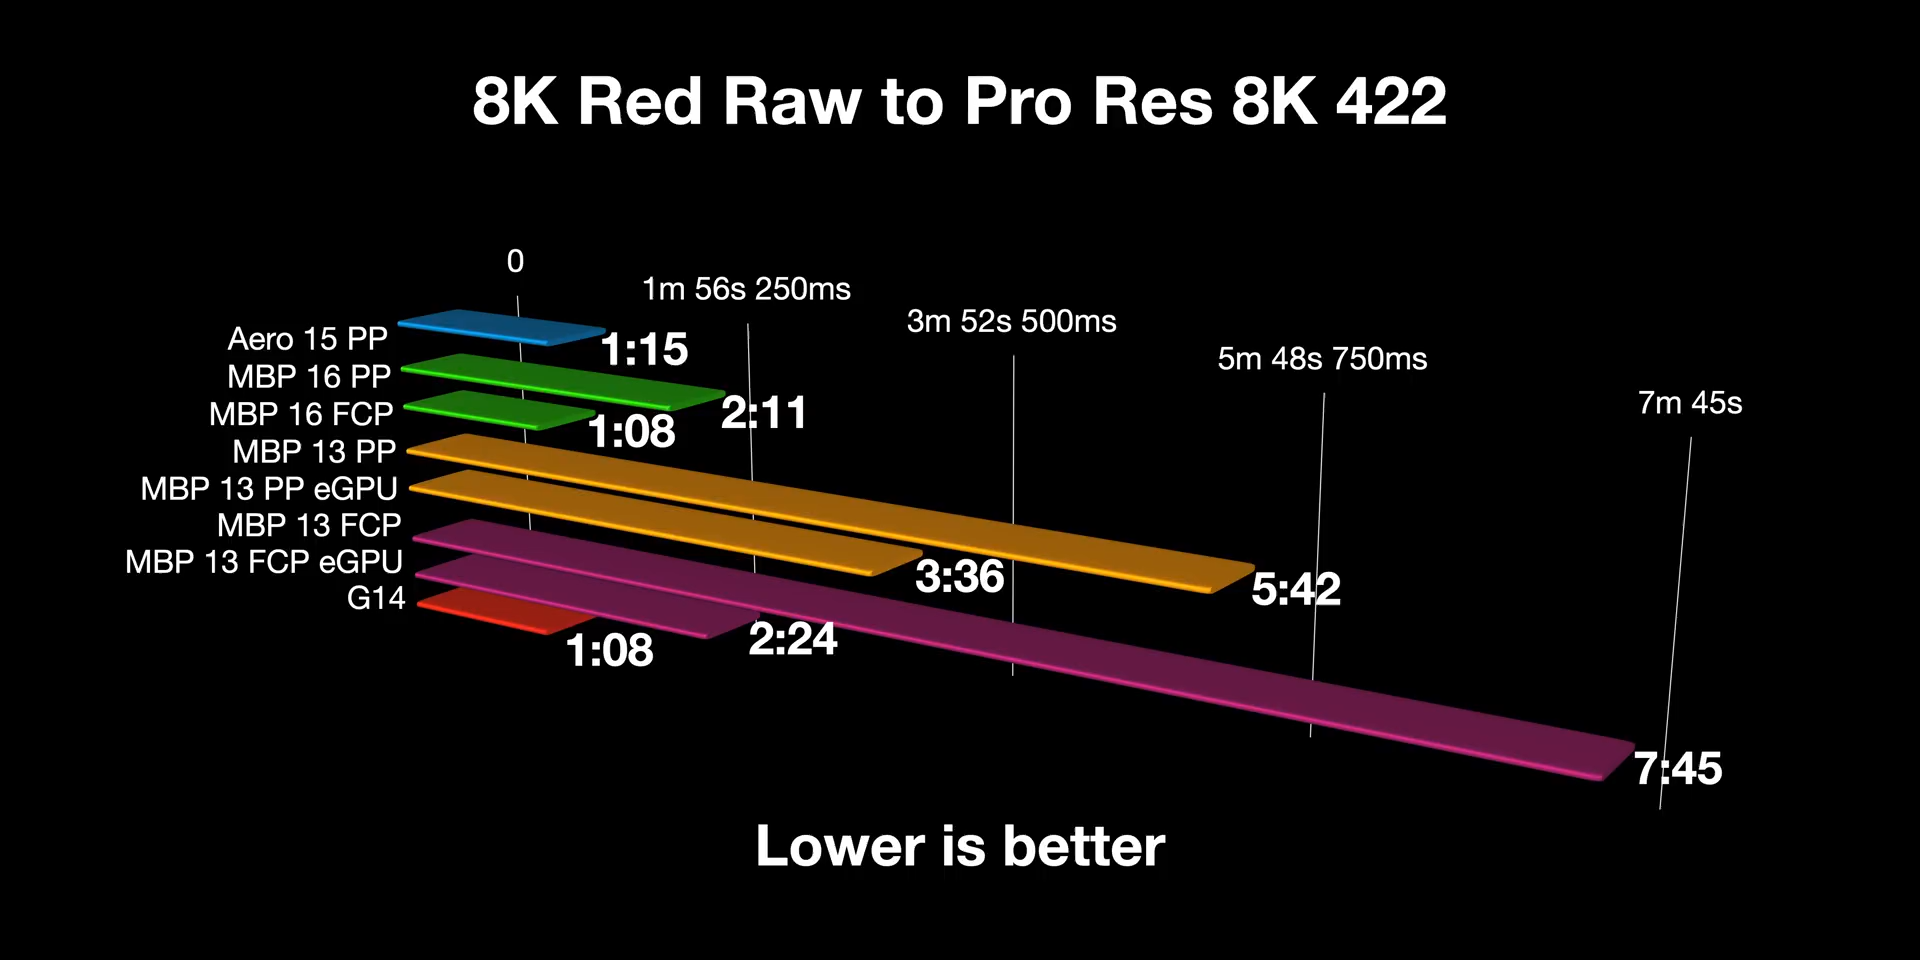 8K Red Raw to Pro Res 8K 422
0
1m 56s 250ms
3m 52s 500ms
5m 48s 750ms
7m 45s
Aero 15 PP
1:15
MBP 16 PP
2:11
MBP 16 FCP
1:08
MBP 13 PP
5:42
MBP 13 PP eGPU
3:36
MBP 13 FCP
7:45
MBP 13 FCP eGPU
2:24
G14
1:08
Lower is better